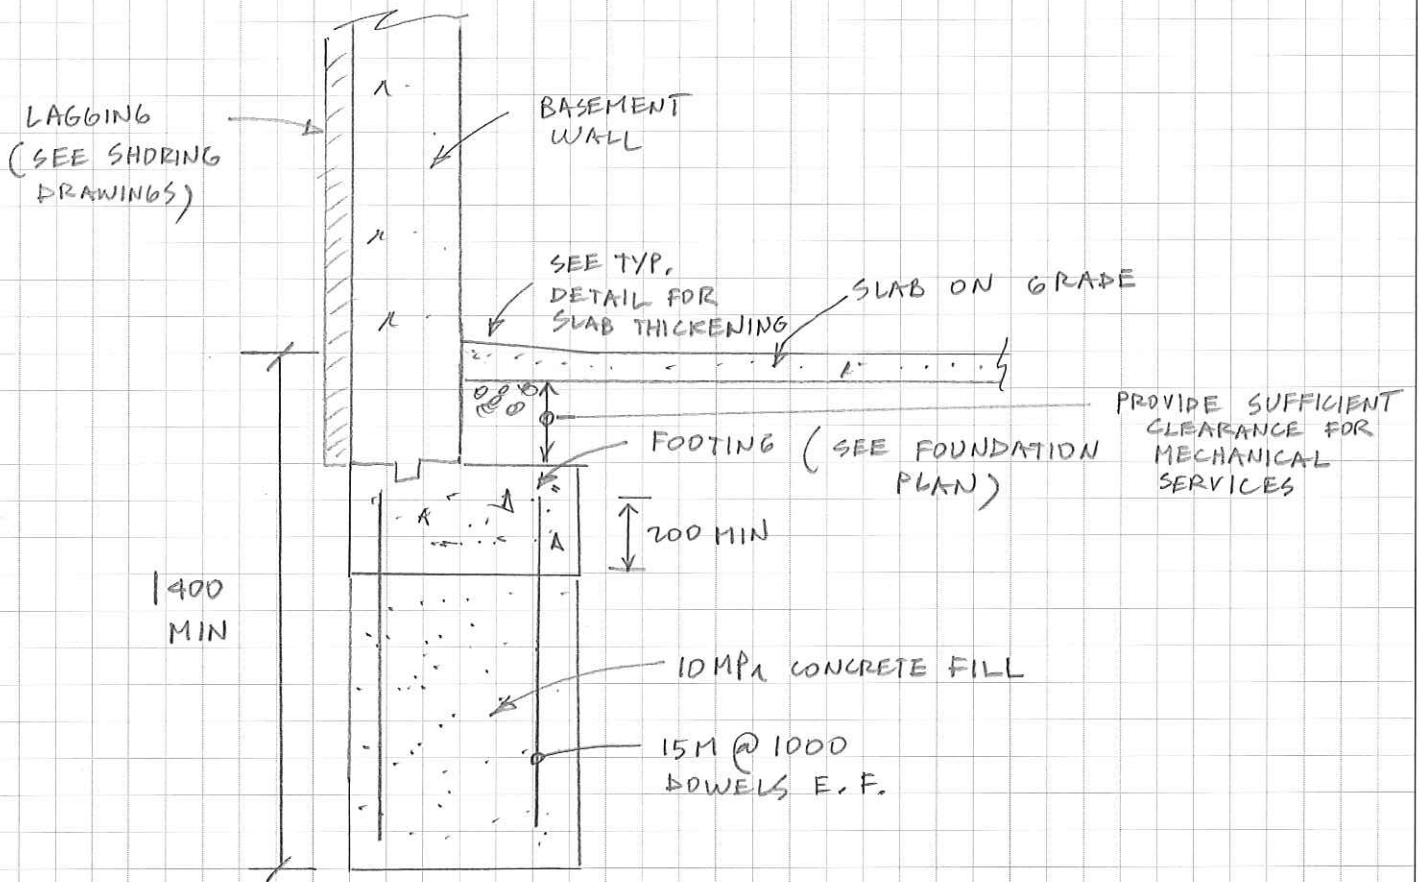 LAGGING
(SEE SHORING
DRAWINGS)
BASEMENT
WALL
SEE TYP.
DETAIL FOR
SLAB THICKENING
SLAB ON GRADE
PROVIDE SUFFICIENT
CLEARANCE FOR
MECHANICAL
SERVICES
FOOTING (SEE FOUNDATION
PLAN)
200 MIN
1400
MIN
10 MPa CONCRETE FILL
15M @ 1000
DOWELS E.F.